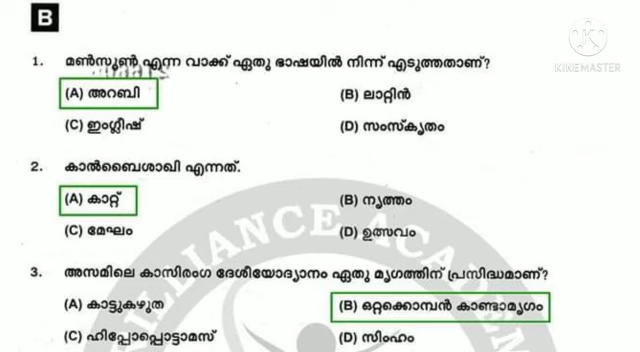 B
KINEMASTER
1. മൺസൂൺ എന്ന വാക്ക് ഏതു ഭാഷയിൽ നിന്ന് എടുത്തതാണ്?
(A) അറബി (B) ലാറ്റിൻ
(C) ഇംഗ്ലീഷ് (D) സംസ്കൃതം
2. കാൽബൈശാഖി എന്നത്.
(A) കാറ്റ് (B) നൃത്തം
(C) മേഘം (D) ഉത്സവം
3. അസമിലെ കാസിരംഗ ദേശീയോദ്യാനം ഏതു മൃഗത്തിന് പ്രസിദ്ധമാണ്?
(A) കാട്ടുകഴുത (B) ഒറ്റക്കൊമ്പൻ കാണ്ടാമൃഗം
(C) ഹിപ്പോപ്പൊട്ടാമസ് (D) സിംഹം